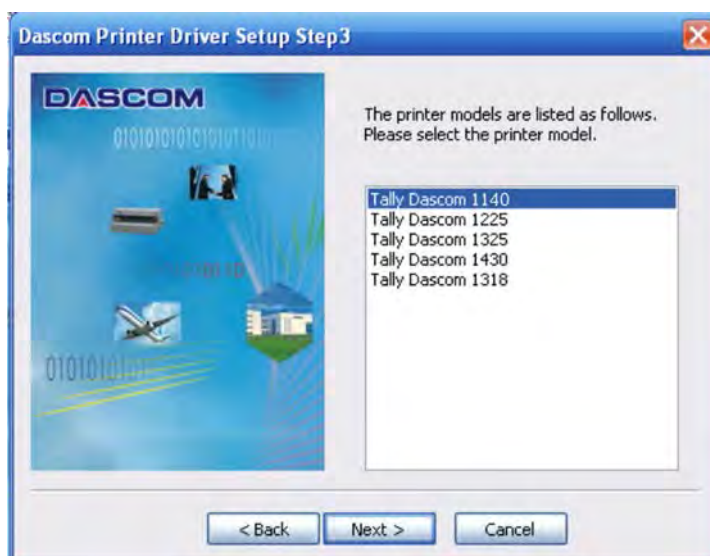 Dascom Printer Driver Setup Step3
DASCOM
The printer models are listed as follows.
Please select the printer model.
Tally Dascom 1140
Tally Dascom 1225
Tally Dascom 1325
Tally Dascom 1430
Tally Dascom 1318
< Back
Next >
Cancel